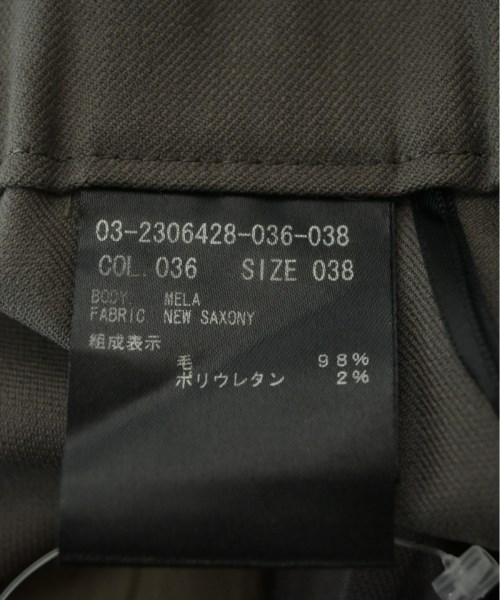 03-2306428-036-038
COL. 036 SIZE 038
BODY. MELA
FABRIC NEW SAXONY
組成表示
毛 98%
ポリウレタン 2%